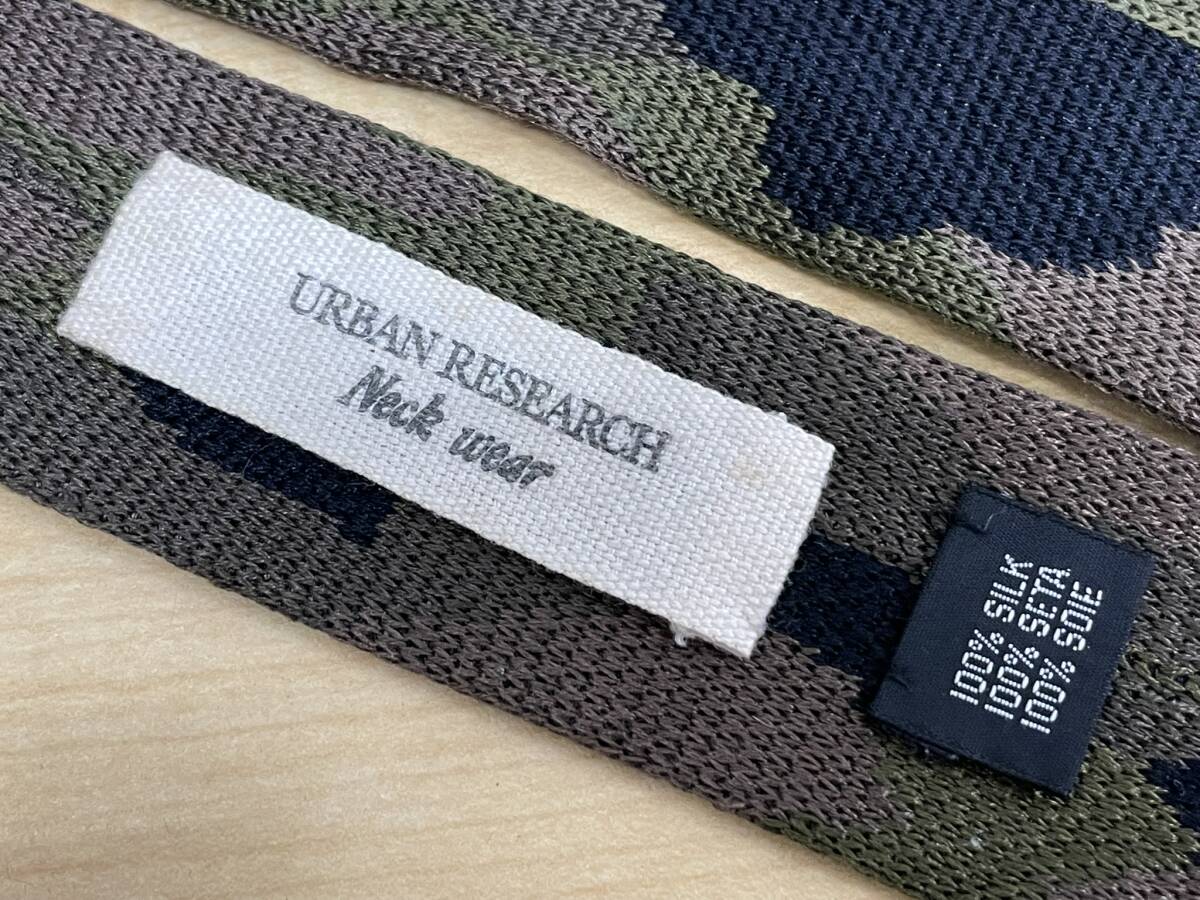 URBAN RESEARCH
Neck wear
100% SILK
100% SETA
100% SOIE